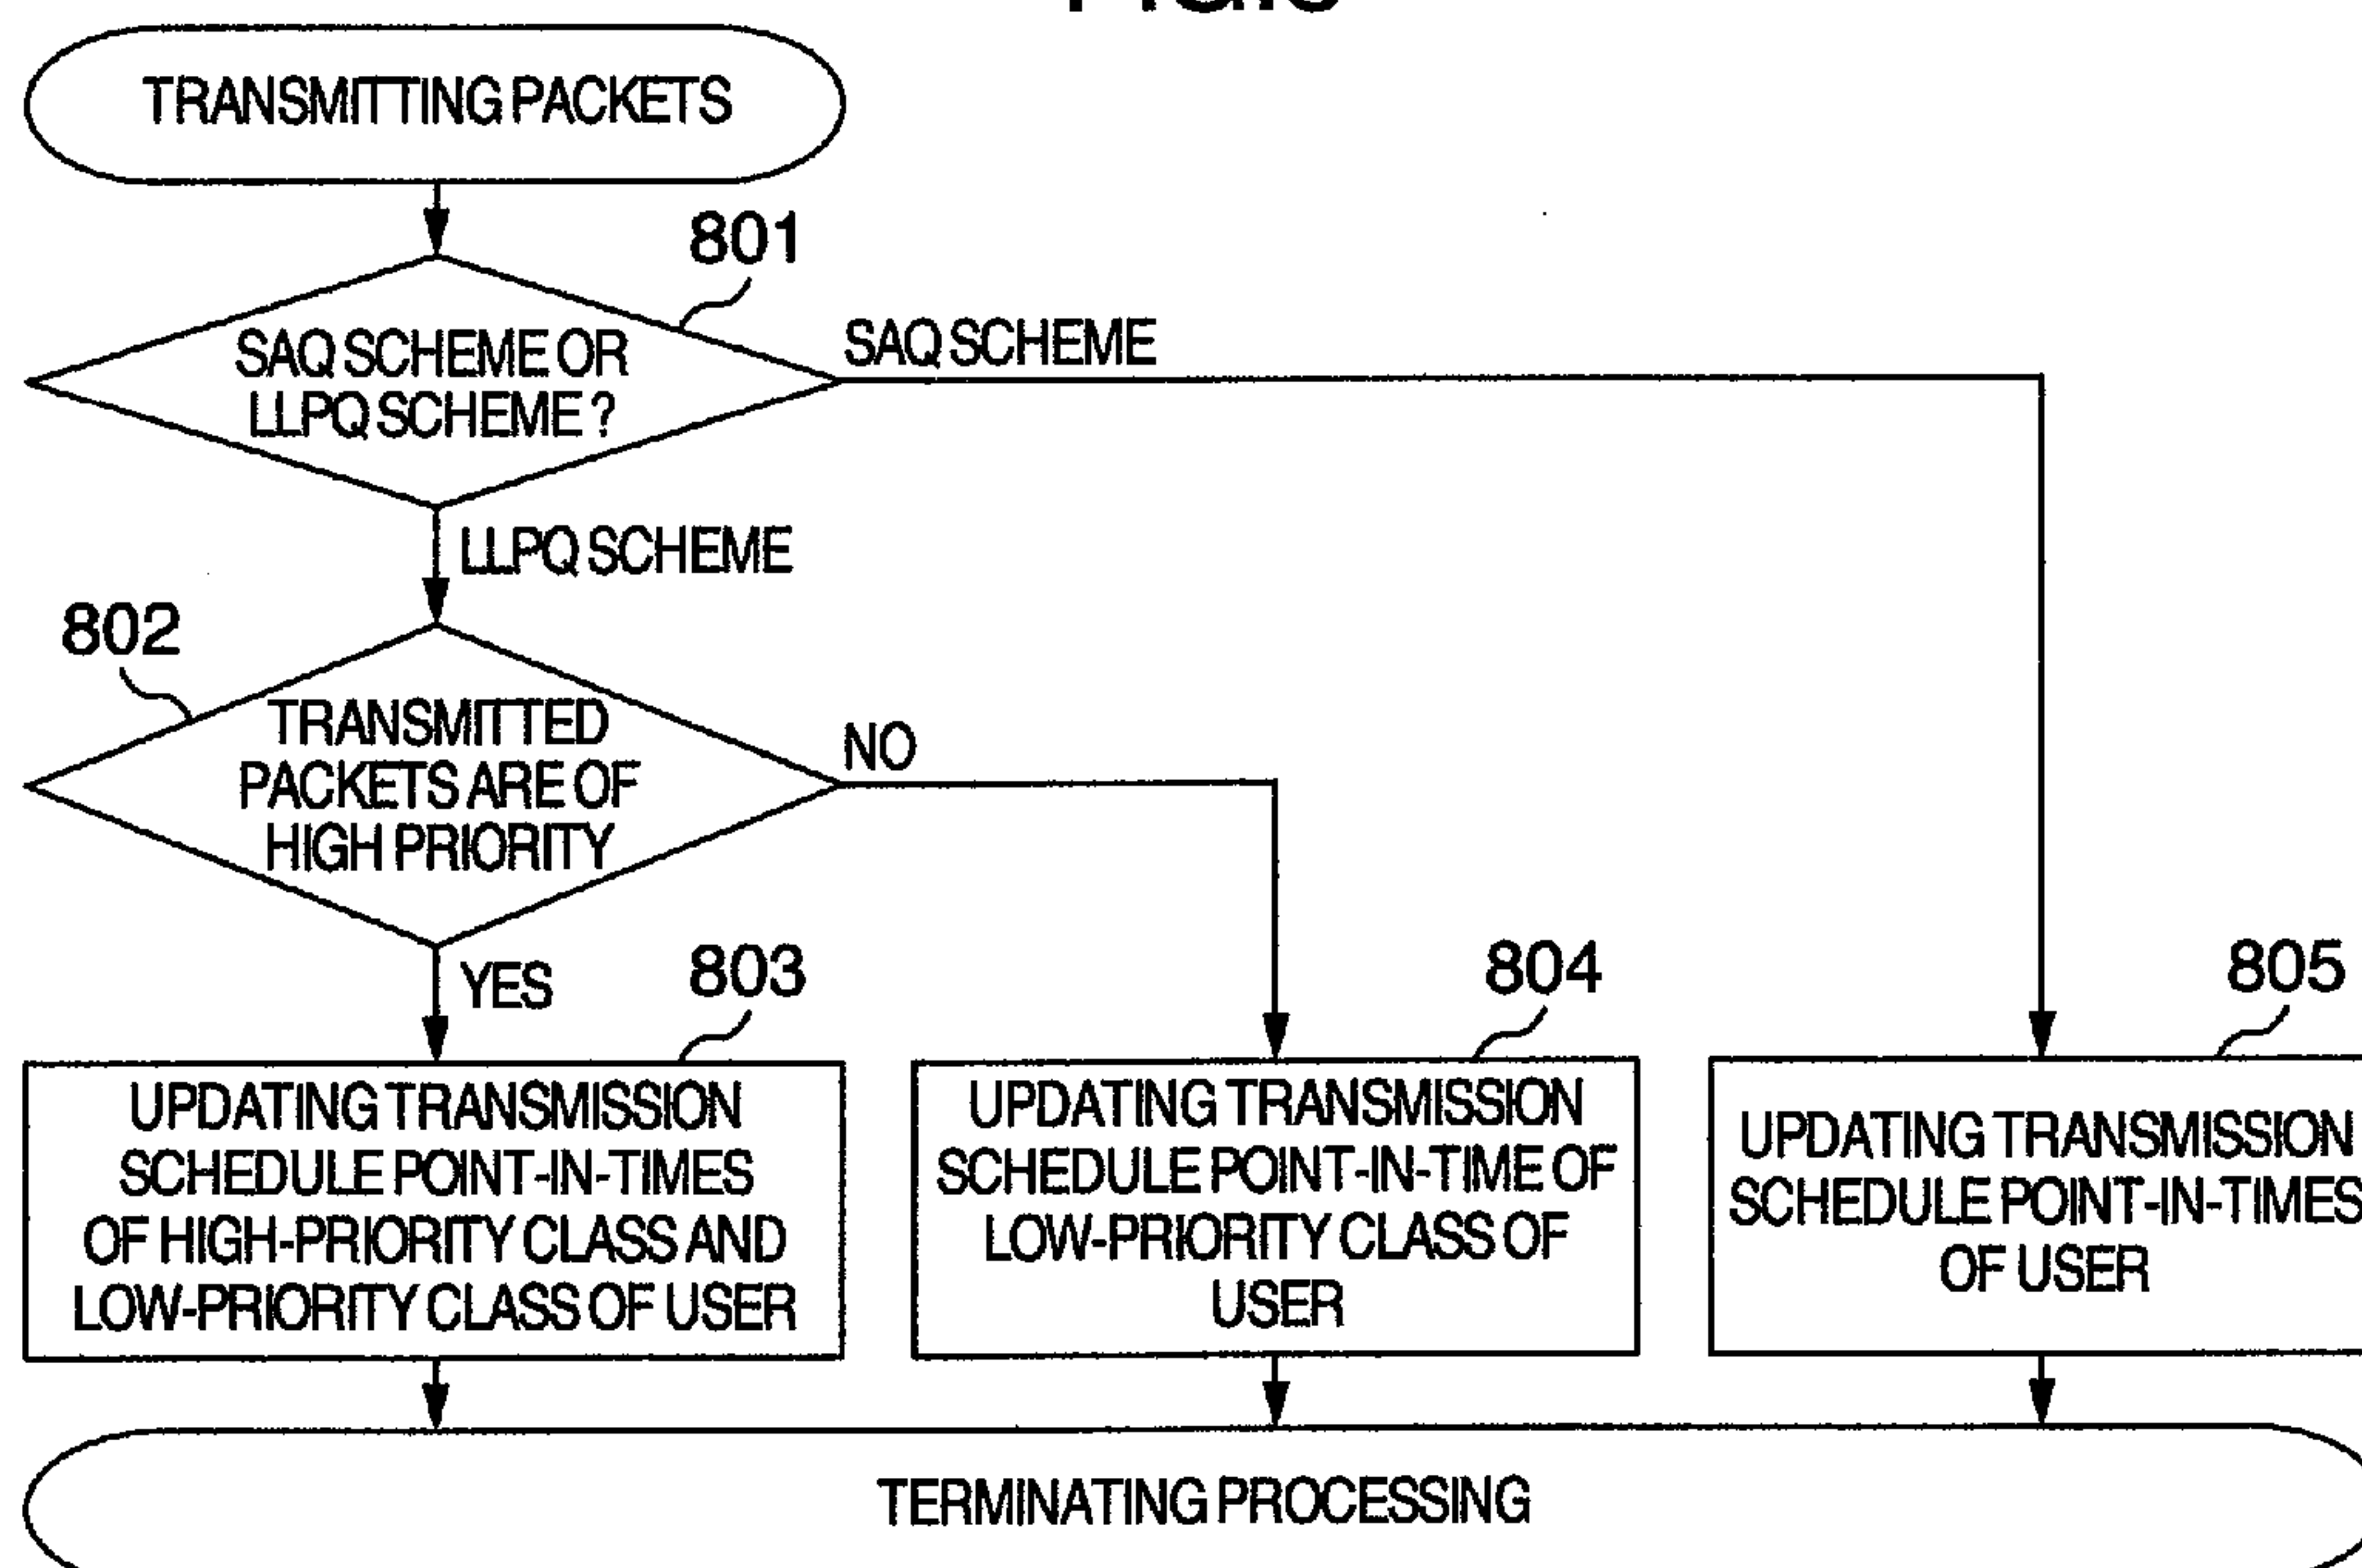 TRANSMITTING PACKETS
801
SAQ SCHEME OR
LLPQ SCHEME ?
SAQ SCHEME
LLPQ SCHEME
802
TRANSMITTED
PACKETS ARE OF
HIGH PRIORITY
NO
YES
803
UPDATING TRANSMISSION
SCHEDULE POINT-IN-TIMES
OF HIGH-PRIORITY CLASS AND
LOW-PRIORITY CLASS OF USER
804
UPDATING TRANSMISSION
SCHEDULE POINT-IN-TIME OF
LOW-PRIORITY CLASS OF
USER
805
UPDATING TRANSMISSION
SCHEDULE POINT-IN-TIMES
OF USER
TERMINATING PROCESSING